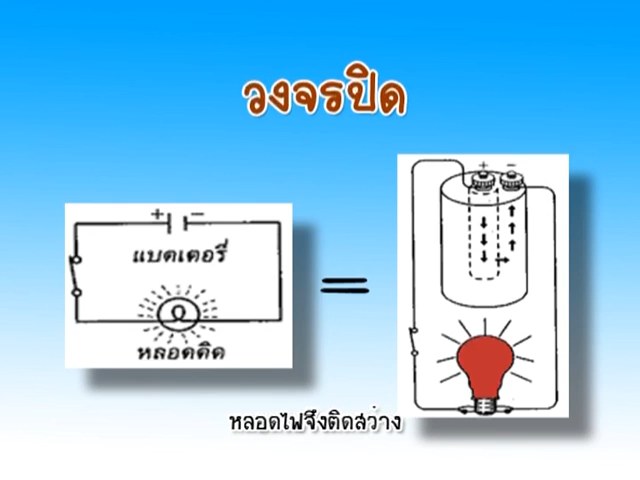 วงจรปิด
+ −
แบตเตอรี่
หลอดติด
=
+ −
หลอดไฟจึงติดสว่าง